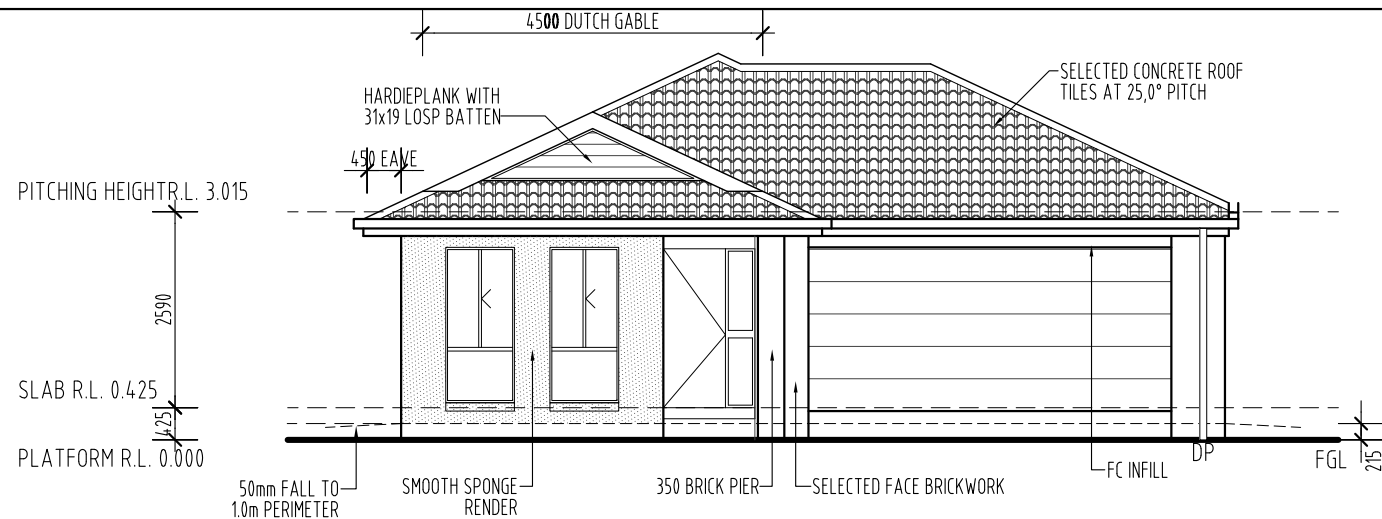 4500 DUTCH GABLE
SELECTED CONCRETE ROOF
TILES AT 25,0° PITCH
HARDIEPLANK WITH
31x19 LOSP BATTEN
450 EAVE
PITCHING HEIGHTR.L. 3.015
2590
SLAB R.L. 0.425
425
PLATFORM R.L. 0.000
50mm FALL TO
1.0m PERIMETER
SMOOTH SPONGE
RENDER
350 BRICK PIER
SELECTED FACE BRICKWORK
FC INFILL
DP
FGL
215